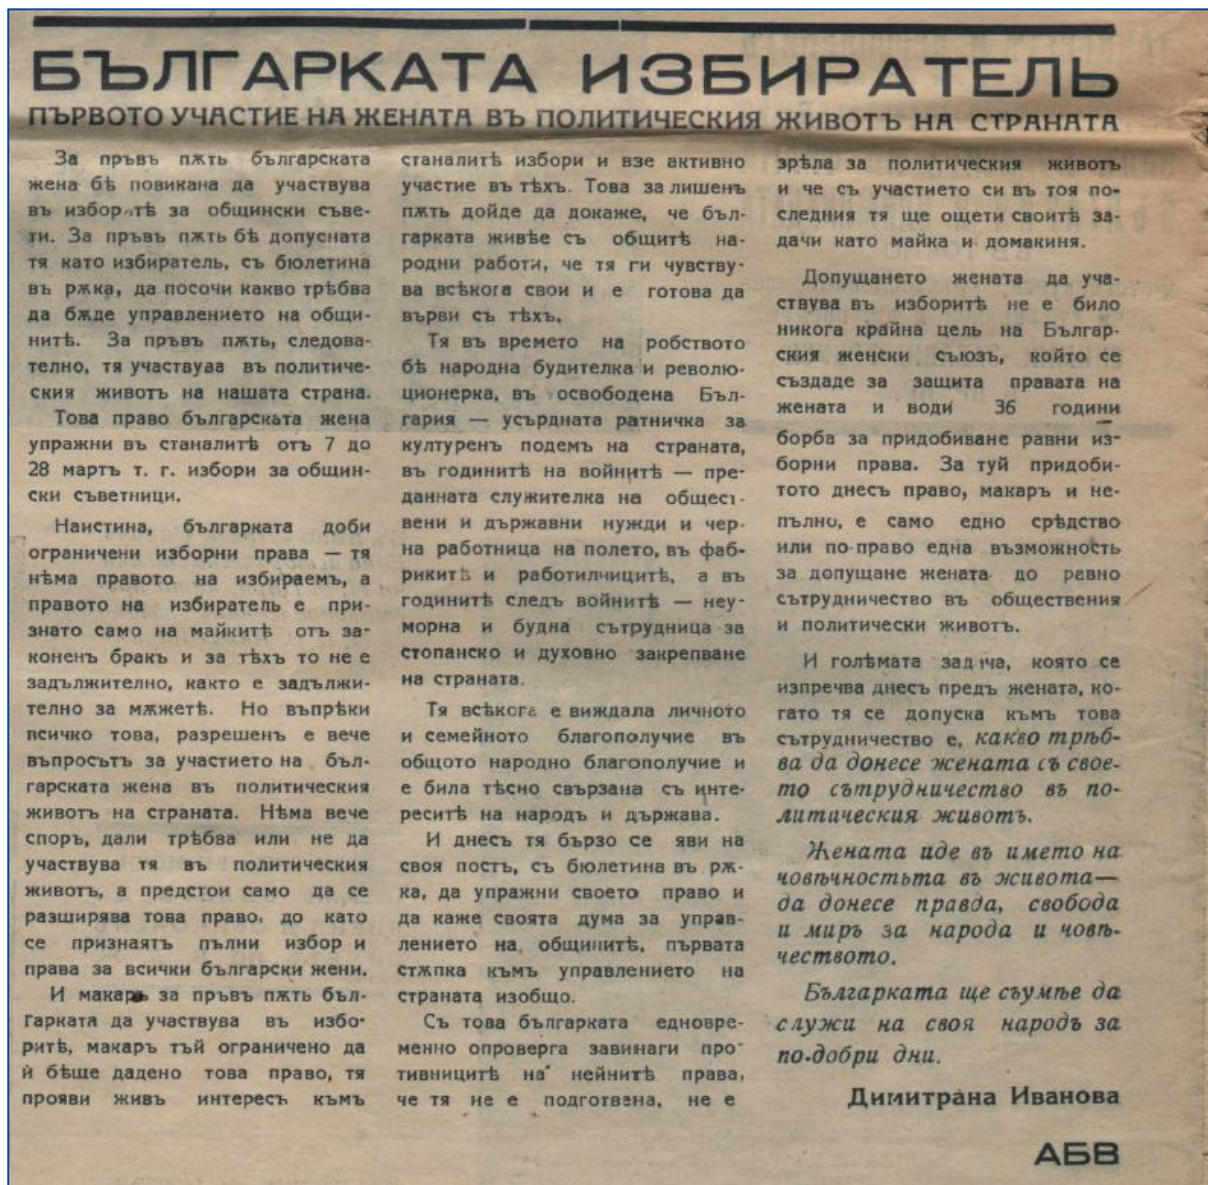 БЪЛГАРКАТА ИЗБИРАТЕЛЬ
ПЪРВОТО УЧАСТИЕ НА ЖЕНАТА ВЪ ПОЛИТИЧЕСКИЯ ЖИВОТЪ НА СТРАНАТА
За пръвъ пѫть българската
жена бѣ повикана да участвува
въ изборитѣ за общински съве-
ти. За пръвъ пѫть бѣ допусната
тя като избиратель, съ бюлетина
въ рѫка, да посочи какво трѣбва
да бѫде управлението на общи-
нитѣ. За пръвъ пѫть, следова-
телно, тя участвува въ политиче-
ския животъ на нашата страна.
Това право българската жена
упражни въ станалитѣ отъ 7 до
28 мартъ т. г. избори за общин-
ски съветници.
Наистина, българката доби
ограничени изборни права — тя
нѣма правото на избираемъ, а
правото на избиратель е при-
знато само на майкитѣ отъ за-
коненъ бракъ и за тѣхъ то не е
задължително, както е задължи-
телно за мѫжетѣ. Но въпрѣки
всичко това, разрешенъ е вече
въпросътъ за участието на бъл-
гарската жена въ политическия
животъ на страната. Нѣма вече
споръ, дали трѣбва или не да
участвува тя въ политическия
животъ, а предстои само да се
разширява това право, до като
се признаятъ пълни избор и
права за всички български жени.
И макаръ за пръвъ пѫть бъл-
гарката да участвува въ избо-
ритѣ, макаръ тъй ограничено да
ѝ бѣше дадено това право, тя
прояви живъ интересъ къмъ
станалитѣ избори и взе активно
участие въ тѣхъ. Това за лишенъ
пѫть дойде да докаже, че бъл-
гарката живѣе съ общитѣ на-
родни работи, че тя ги чувству-
ва всѣкога свои и е готова да
върви съ тѣхъ.
Тя въ времето на робството
бѣ народна будителка и револю-
ционерка, въ освободена Бъл-
гария — усърдната ратничка за
културенъ подемъ на страната,
въ годинитѣ на войнитѣ — пре-
данната служителка на общест-
вени и държавни нужди и чер-
на работница на полето, въ фаб-
рикитѣ и работилчицитѣ, а въ
годинитѣ следъ войнитѣ — неу-
морна и будна сътрудница за
стопанско и духовно закрепване
на страната.
Тя всѣкога е виждала личното
и семейното благополучие въ
общото народно благополучие и
е била тѣсно свързана съ инте-
реситѣ на народъ и държава.
И днесъ тя бързо се яви на
своя постъ, съ бюлетина въ рѫ-
ка, да упражни своето право и
да каже своята дума за управ-
лението на общинитѣ, първата
стѫпка къмъ управлението на
страната изобщо.
Съ това българката едновре-
менно опроверга завинаги про-
тивницитѣ на нейнитѣ права,
че тя не е подготвена, не е
зрѣла за политическия животъ
и че съ участието си въ тоя по-
следния тя ще ощети своитѣ за-
дачи като майка и домакиня.
Допущането жената да уча-
ствува въ изборитѣ не е било
никога крайна цель на Българ-
ския женски съюзъ, който се
създаде за защита правата на
жената и води 36 години
борба за придобиване равни из-
борни права. За туй придоби-
тото днесъ право, макаръ и не-
пълно, е само едно срѣдство
или по-право една възможность
за допущане жената до равно
сътрудничество въ обществения
и политически животъ.
И голѣмата задача, която се
изпречва днесъ предъ жената, ко-
гато тя се допуска къмъ това
сътрудничество е, какво трѣб-
ва да донесе жената съ свое-
то сътрудничество въ по-
литическия животъ.
Жената иде въ името на
човѣчностьта въ живота—
да донесе правда, свобода
и миръ за народа и човѣ-
чеството.
Българката ще съумѣе да
служи на своя народъ за
по-добри дни.
Димитрана Иванова
АБВ